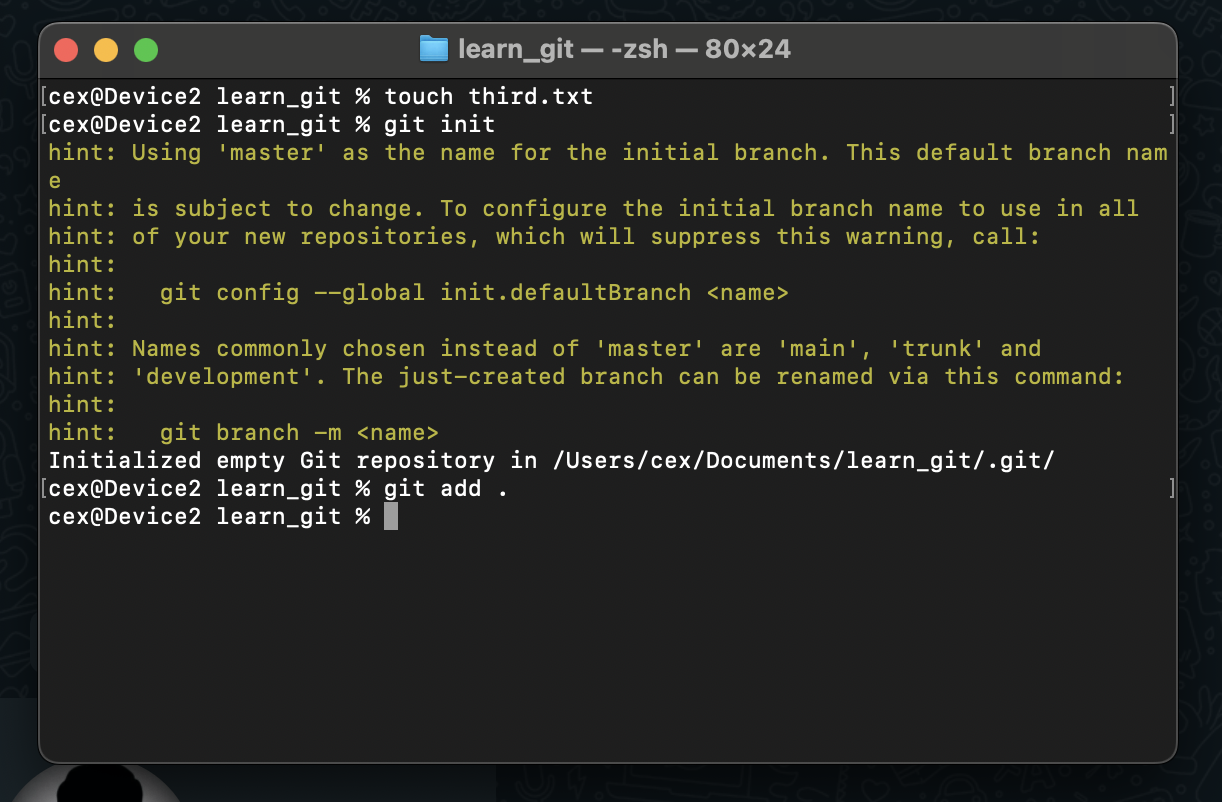 learn_git — -zsh — 80×24
[cex@Device2 learn_git % touch third.txt ]
[cex@Device2 learn_git % git init ]
hint: Using 'master' as the name for the initial branch. This default branch nam
e
hint: is subject to change. To configure the initial branch name to use in all
hint: of your new repositories, which will suppress this warning, call:
hint:
hint:   git config --global init.defaultBranch <name>
hint:
hint: Names commonly chosen instead of 'master' are 'main', 'trunk' and
hint: 'development'. The just-created branch can be renamed via this command:
hint:
hint:   git branch -m <name>
Initialized empty Git repository in /Users/cex/Documents/learn_git/.git/
[cex@Device2 learn_git % git add . ]
cex@Device2 learn_git %